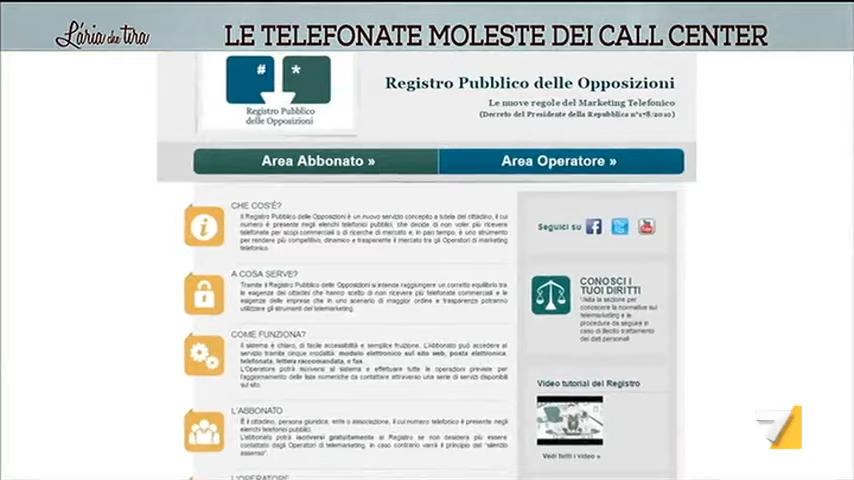 L'aria che tira
LE TELEFONATE MOLESTE DEI CALL CENTER
# *
Registro Pubblico
delle Opposizioni
Registro Pubblico delle Opposizioni
Le nuove regole del Marketing Telefonico
(Decreto del Presidente della Repubblica n°178/2010)
Area Abbonato »
Area Operatore »
CHE COS'É?
Il Registro Pubblico delle Opposizioni è un nuovo servizio concepito a tutela del cittadino, il cui
numero è presente negli elenchi telefonici pubblici, che decide di non voler più ricevere
telefonate per scopi commerciali o di ricerche di mercato e, in pari tempo, è uno strumento
per rendere più competitivo, dinamico e trasparente il mercato tra gli Operatori di marketing
telefonico.
A COSA SERVE?
Tramite il Registro Pubblico delle Opposizioni si intende raggiungere un corretto equilibrio tra
le esigenze dei cittadini che hanno scelto di non ricevere più telefonate commerciali e le
esigenze delle imprese che in uno scenario di maggior ordine e trasparenza potranno
utilizzare gli strumenti del telemarketing.
COME FUNZIONA?
Il sistema è chiaro, di facile accessibilità e semplice fruizione. L'Abbonato può accedere al
servizio tramite cinque modalità: modulo elettronico sul sito web, posta elettronica,
telefonata, lettera raccomandata, e fax.
L'Operatore potrà iscriversi al sistema e effettuare tutte le operazioni previste per
l'aggiornamento delle liste numeriche da contattare attraverso una serie di servizi disponibili
sul sito.
L'ABBONATO
È il cittadino, persona giuridica, ente o associazione, il cui numero telefonico è presente negli
elenchi telefonici pubblici.
L'abbonato potrà iscriversi gratuitamente al Registro se non desidera più essere
contattato dagli Operatori di telemarketing, in caso contrario varrà il principio del "silenzio
assenso".
L'OPERATORE
Seguici su
CONOSCI I
TUOI DIRITTI
Visita la sezione per
conoscere la normativa sul
telemarketing e la
procedura da seguire in
caso di illecito trattamento
dei dati personali
Video tutorial del Registro
Vedi tutti i video »